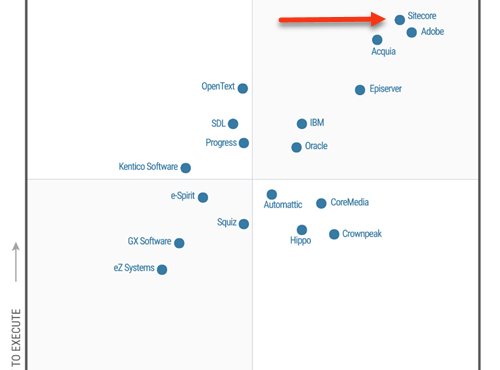 Sitecore
Adobe
Acquia
OpenText
Episerver
SDL
IBM
Progress
Oracle
Kentico Software
e-Spirit
Automattic
CoreMedia
Squiz
GX Software
Hippo
Crownpeak
eZ Systems
TO EXECUTE